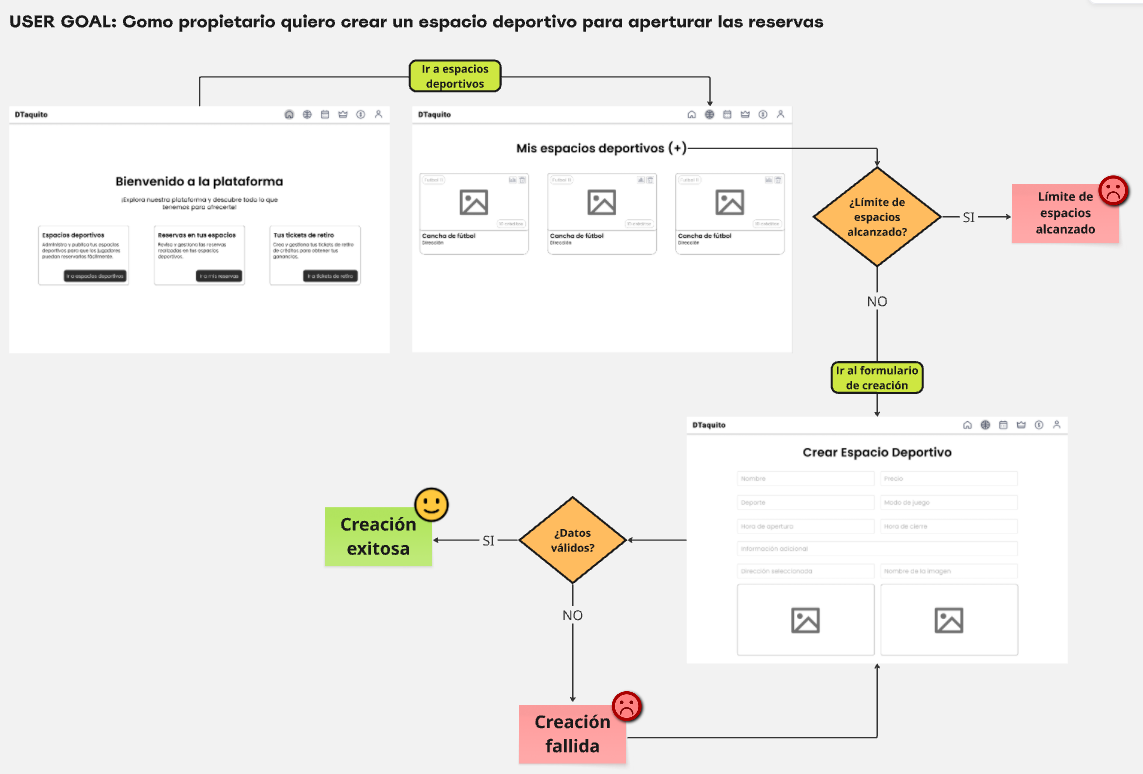 USER GOAL: Como propietario quiero crear un espacio deportivo para aperturar las reservas
Ir a espacios
deportivos
DTaquito
Bienvenido a la plataforma
¡Explora nuestra plataforma y descubre todo lo que
tenemos para ofrecerte!
Espacios deportivos
Administra y publica tus espacios
deportivos para que los jugadores
puedan reservarlos fácilmente.
Ir a espacios deportivos
Reservas en tus espacios
Revisa y gestiona las reservas
realizadas en tus espacios
deportivos.
Ir a mis reservas
Tus tickets de retiro
Crea y gestiona tus tickets de retiro
de créditos para obtener tus
ganancias.
Ir a tickets de retiro
DTaquito
Mis espacios deportivos (+)
Cancha de fútbol
Dirección
Cancha de fútbol
Dirección
Cancha de fútbol
Dirección
¿Límite de
espacios
alcanzado?
SI
Límite de
espacios
alcanzado
NO
Ir al formulario
de creación
DTaquito
Crear Espacio Deportivo
Nombre
Precio
Deporte
Modo de juego
Hora de apertura
Hora de cierre
Información adicional
Dirección seleccionada
Nombre de la imagen
¿Datos
válidos?
SI
Creación
exitosa
NO
Creación
fallida